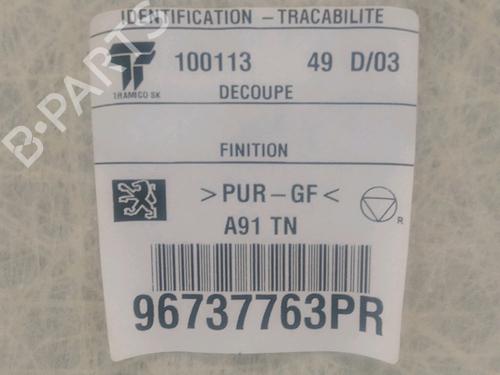 IDENTIFICATION - TRACABILITE
100113 49 D/03
TRAMICO SK
DECOUPE
FINITION
>PUR-GF<
R
A91 TN
96737763PR
B-PARTS